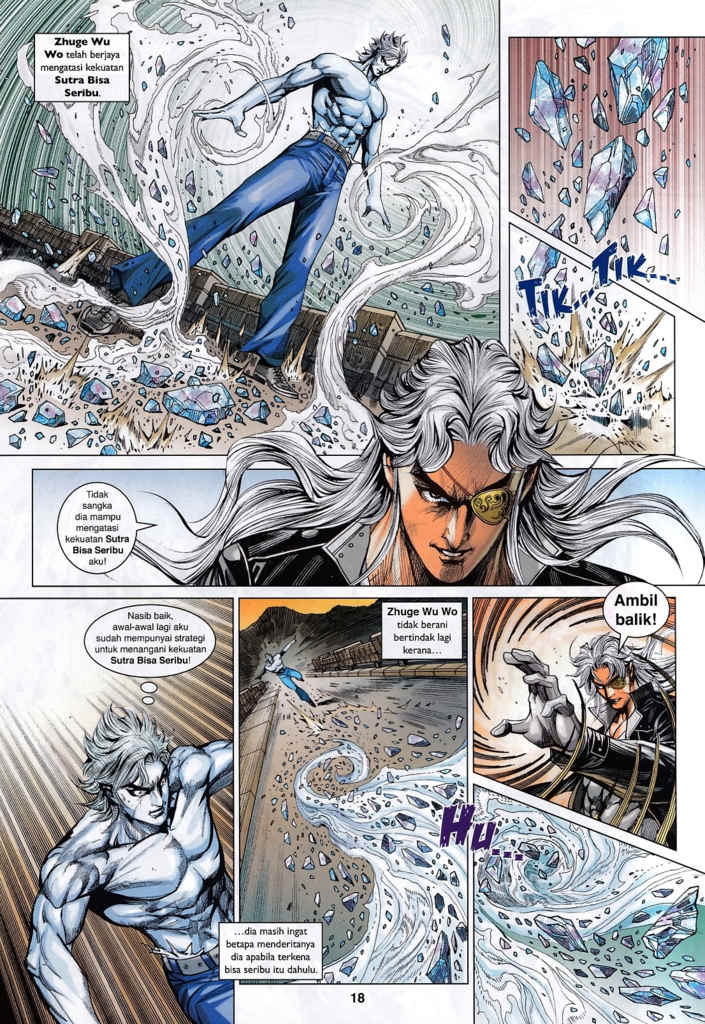 Zhuge Wu
Wo telah berjaya
mengatasi kekuatan
Sutra Bisa
Seribu.
TIK...
TIK...
Tidak
sangka
dia mampu
mengatasi
kekuatan Sutra
Bisa Seribu
aku!
Nasib baik,
awal-awal lagi aku
sudah mempunyai strategi
untuk menangani kekuatan
Sutra Bisa Seribu!
Zhuge Wu Wo
tidak berani
bertindak lagi
kerana...
...dia masih ingat
betapa menderitanya
dia apabila terkena
bisa seribu itu dahulu.
Ambil
balik!
HU...
18